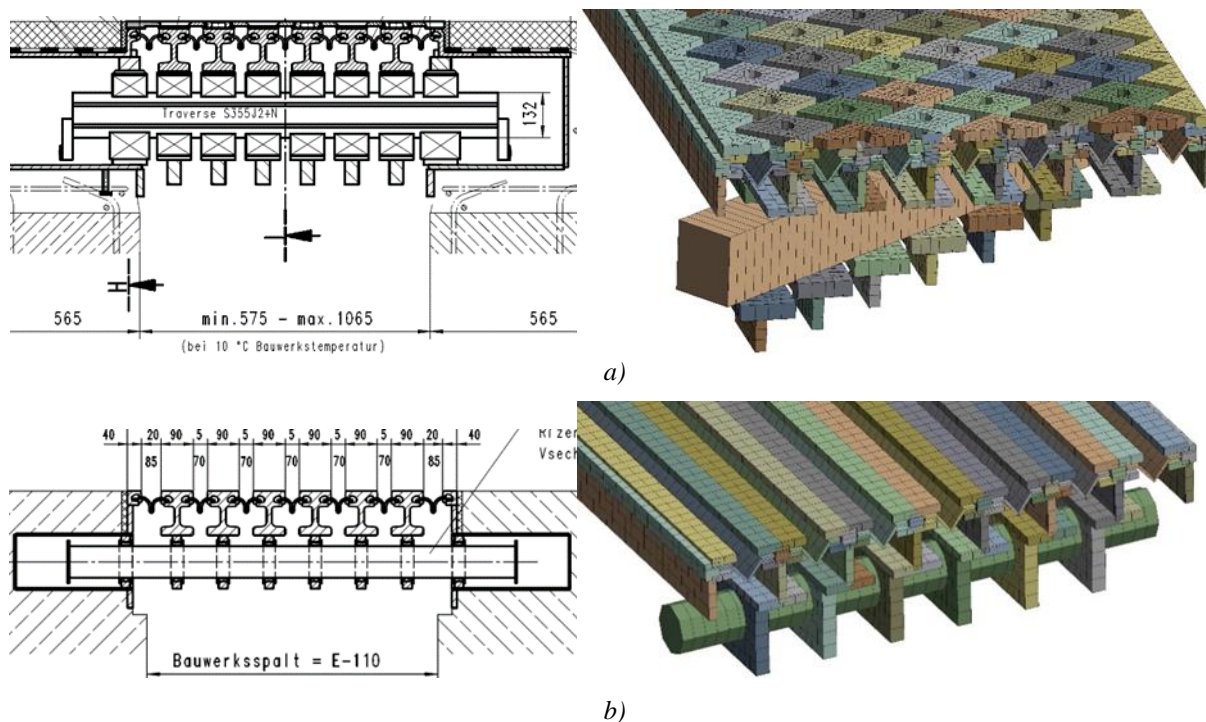 Traverse S355J2+N
132
H
565 min.575 - max.1065 565
(bei 10 °C Bauwerkstemperatur)
a)
40 20 90 5 90 5 90 5 90 5 90 5 90 20 40
85 70 70 70 70 70 85
Bauwerksspalt = E-110
b)